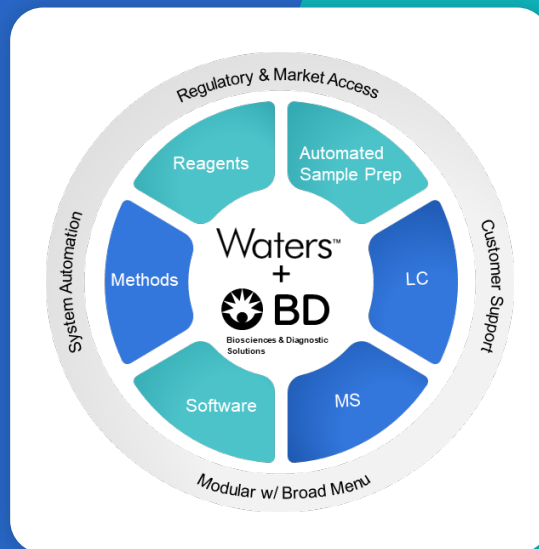 Regulatory & Market Access
Reagents
Automated
Sample Prep
System Automation
Methods
Waters™
+
BD
Biosciences & Diagnostic
Solutions
LC
Customer Support
Software
MS
Modular w/ Broad Menu